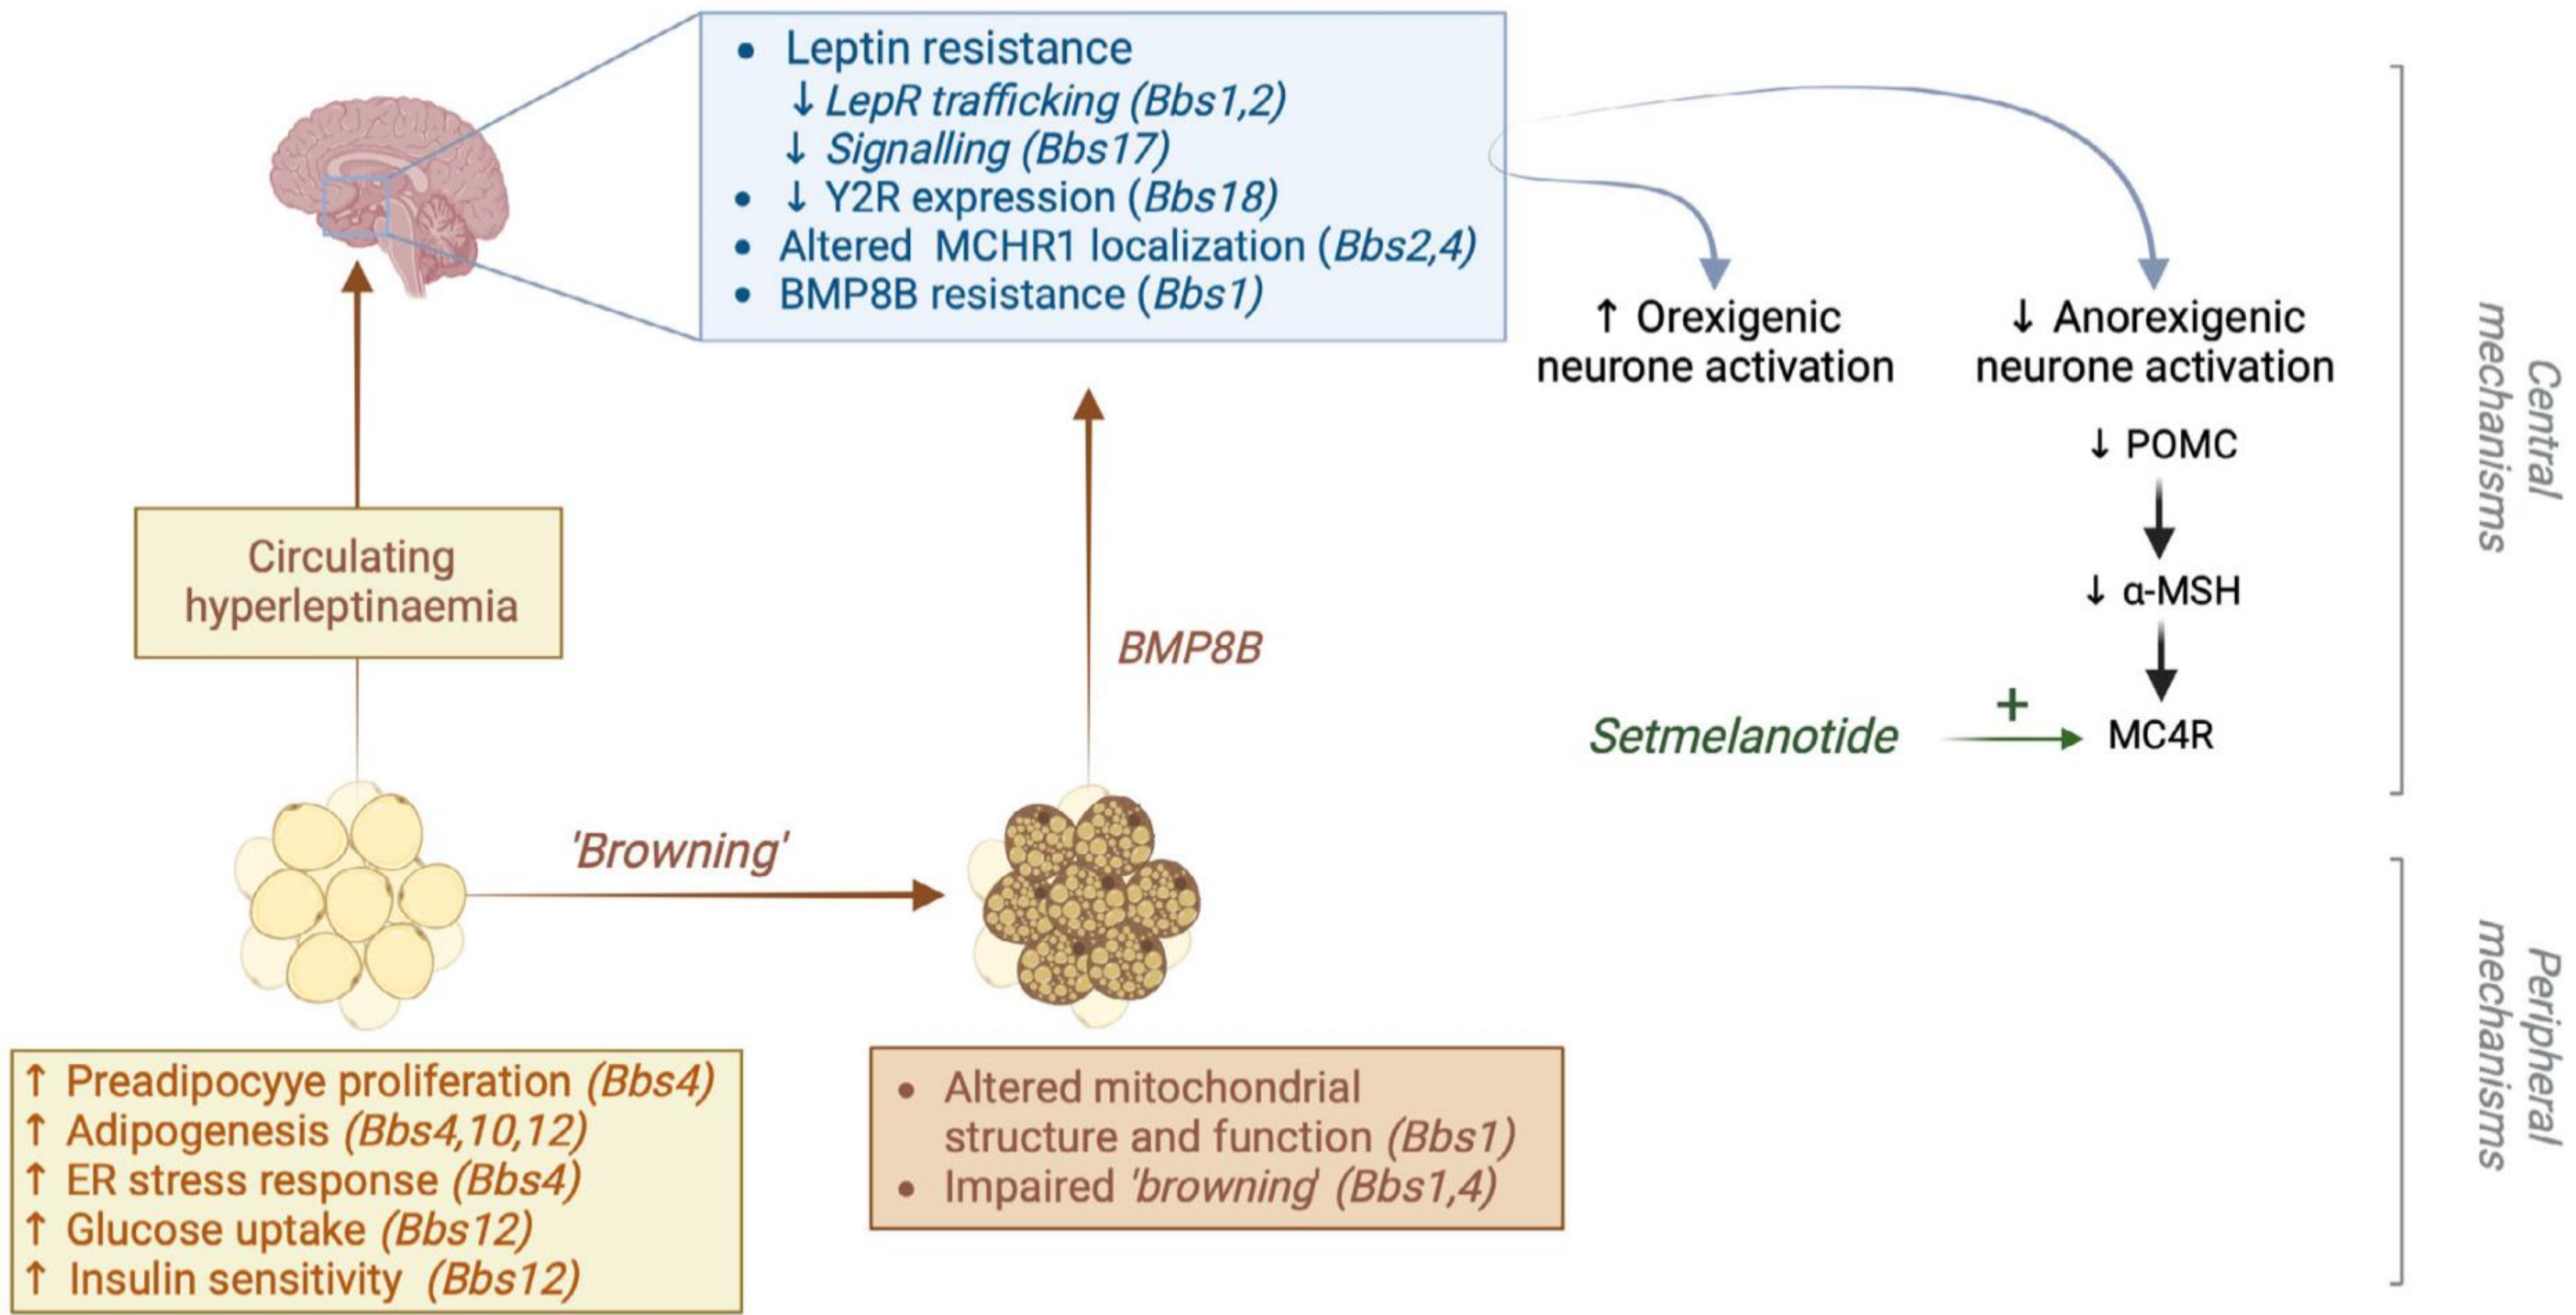 • Leptin resistance
↓ LepR trafficking (Bbs1,2)
↓ Signalling (Bbs17)
• ↓ Y2R expression (Bbs18)
• Altered MCHR1 localization (Bbs2,4)
• BMP8B resistance (Bbs1)
↑ Orexigenic
neurone activation
↓ Anorexigenic
neurone activation
↓ POMC
↓ α-MSH
MC4R
Setmelanotide
+
Central
mechanisms
Circulating
hyperleptinaemia
BMP8B
'Browning'
↑ Preadipocyye proliferation (Bbs4)
↑ Adipogenesis (Bbs4,10,12)
↑ ER stress response (Bbs4)
↑ Glucose uptake (Bbs12)
↑ Insulin sensitivity (Bbs12)
• Altered mitochondrial
structure and function (Bbs1)
• Impaired 'browning' (Bbs1,4)
Peripheral
mechanisms